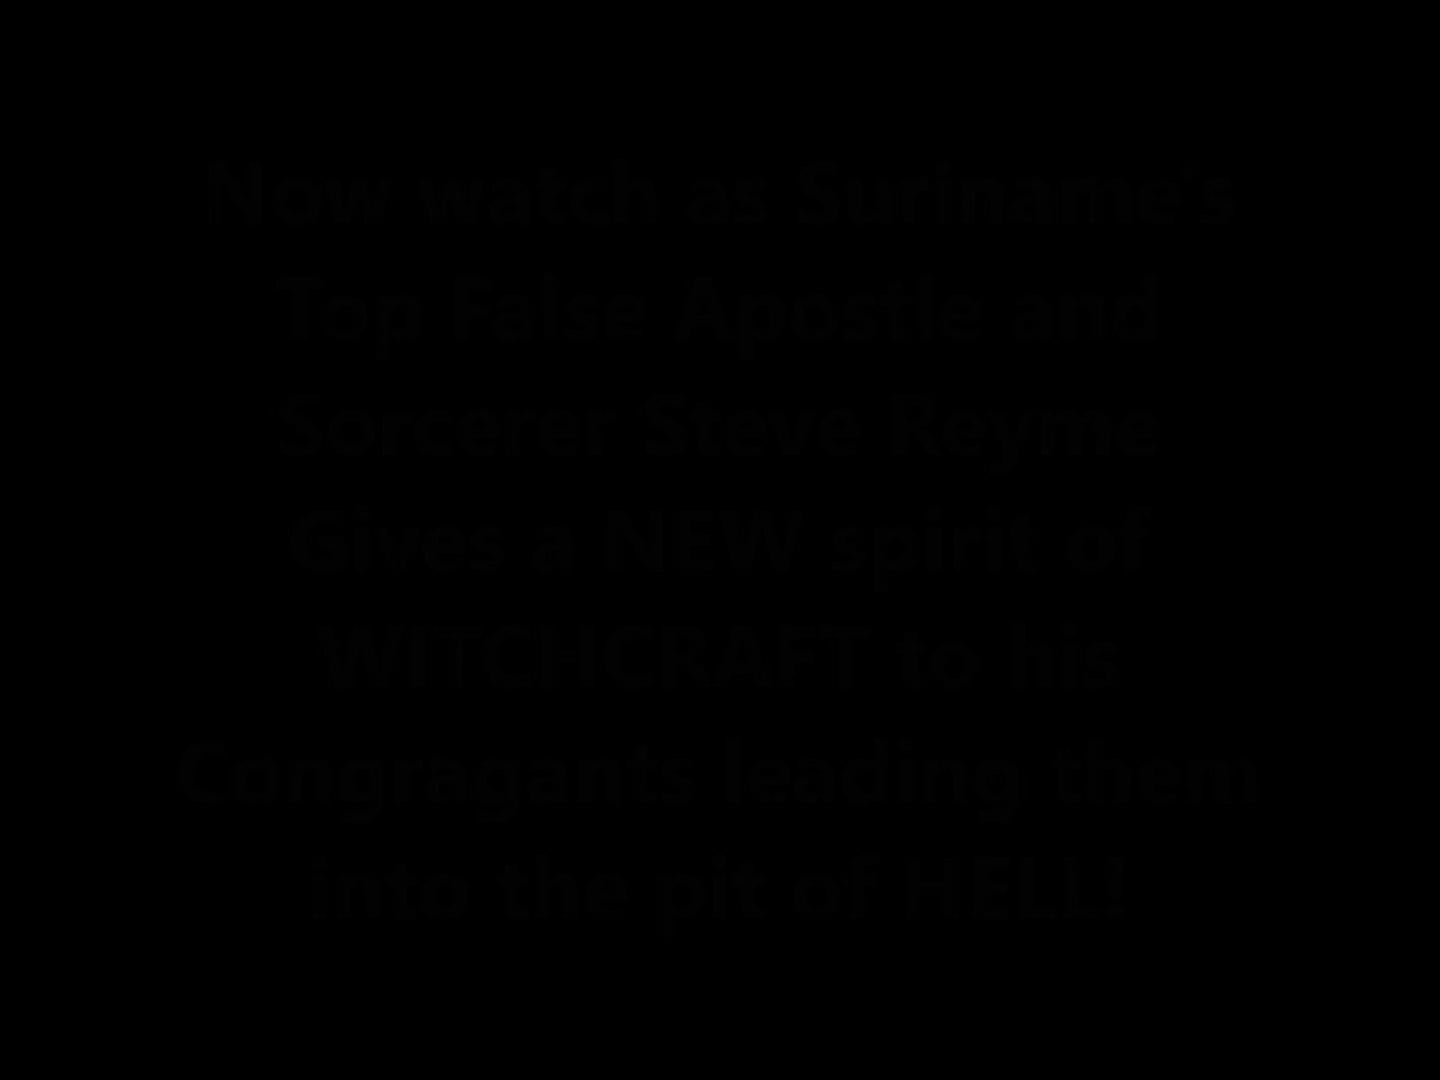 Now watch as Suriname's
Top False Apostle and
Sorcerer Steve Reyme
Gives a NEW spirit of
WITCHCRAFT to his
Congragants leading them
into the pit of HELL!